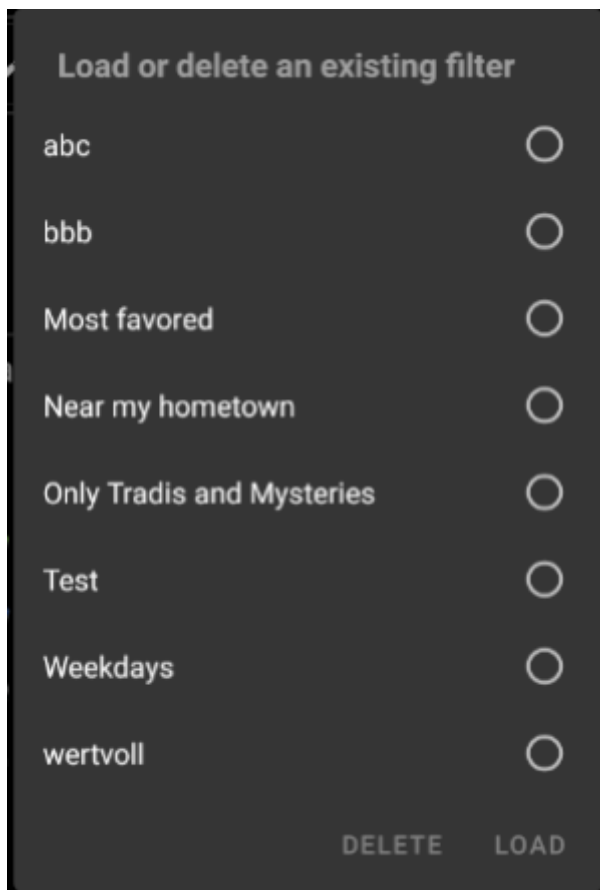 Load or delete an existing filter
abc
bbb
Most favored
Near my hometown
Only Tradis and Mysteries
Test
Weekdays
wertvoll
DELETE LOAD